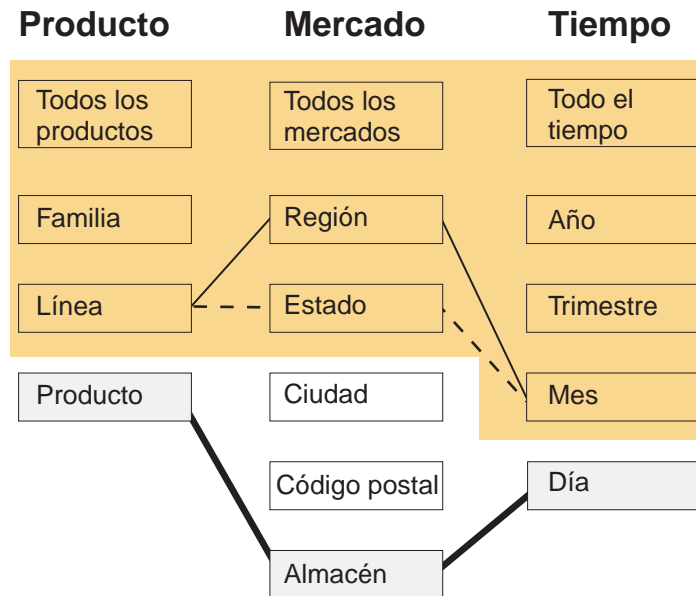 Producto Mercado Tiempo
Todos los
productos
Todos los
mercados
Todo el
tiempo
Familia
Región
Año
Línea
Estado
Trimestre
Producto
Ciudad
Mes
Código postal
Día
Almacén